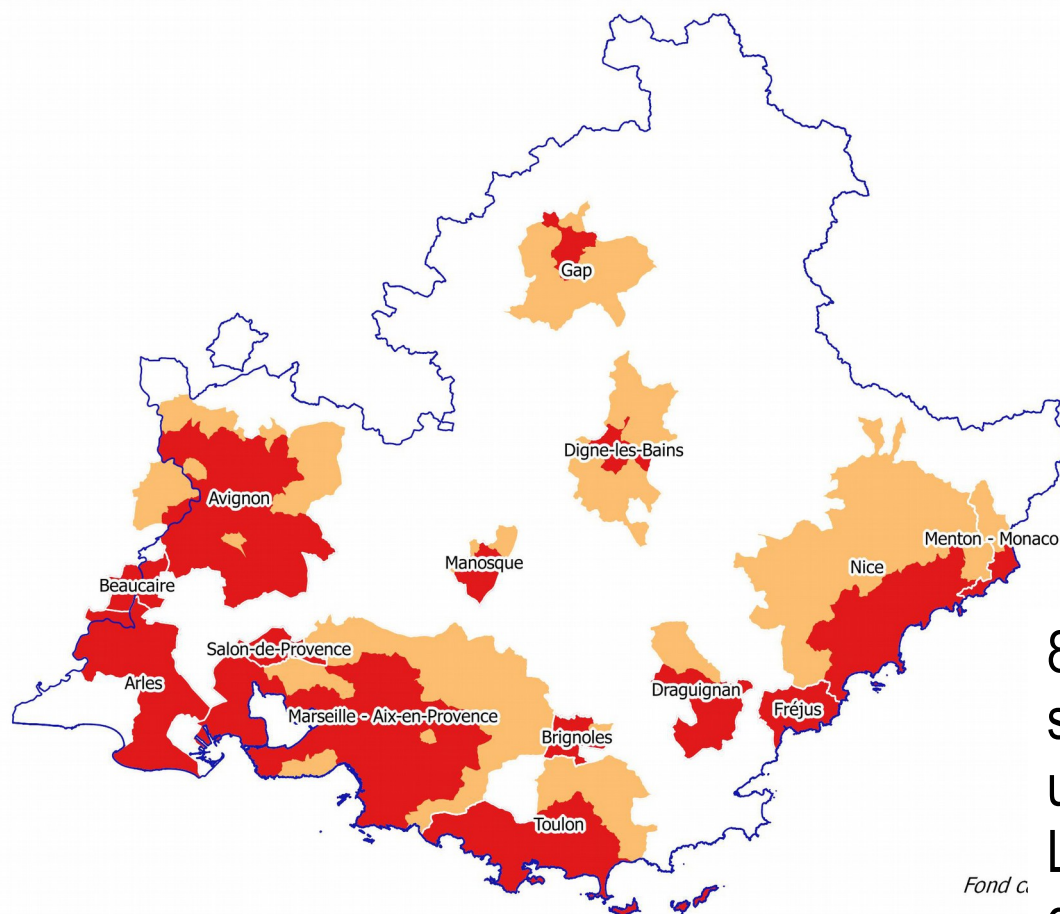 Gap
Digne-les-Bains
Avignon
Manosque
Menton - Monaco
Nice
Beaucaire
Salon-de-Provence
Arles
Draguignan
Fréjus
Marseille - Aix-en-Provence
Brignoles
Toulon
Fond